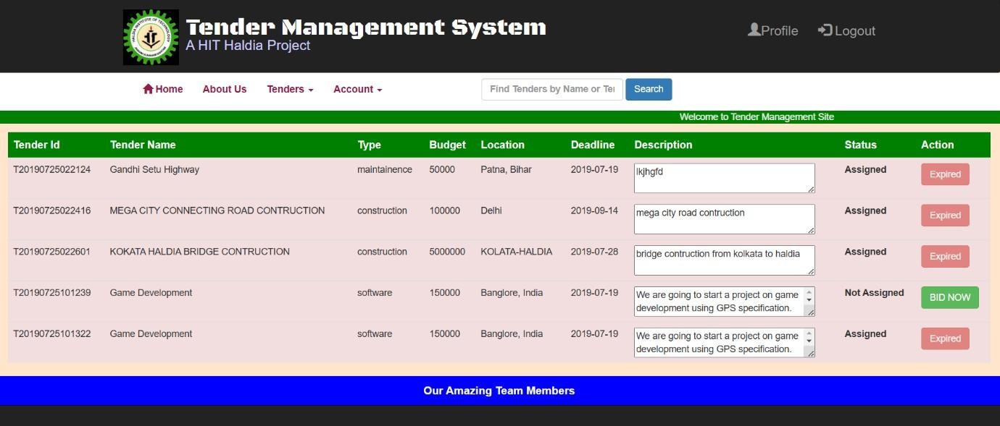 Tender Management System
A HIT Haldia Project
Profile Logout
Home About Us Tenders Account Find Tenders by Name or Ter Search
Welcome to Tender Management Site
Tender Id Tender Name Type Budget Location Deadline Description Status Action
T20190725022124 Gandhi Setu Highway maintainence 50000 Patna, Bihar 2019-07-19 lkjhgfd Assigned Expired
T20190725022416 MEGA CITY CONNECTING ROAD CONTRUCTION construction 100000 Delhi 2019-09-14 mega city road contruction Assigned Expired
T20190725022601 KOKATA HALDIA BRIDGE CONTRUCTION construction 5000000 KOLATA-HALDIA 2019-07-28 bridge contruction from kolkata to haldia Assigned Expired
T20190725101239 Game Development software 150000 Banglore, India 2019-07-19 We are going to start a project on game Not Assigned BID NOW
development using GPS specification.
T20190725101322 Game Development software 150000 Banglore, India 2019-07-19 We are going to start a project on game Assigned Expired
development using GPS specification.
Our Amazing Team Members